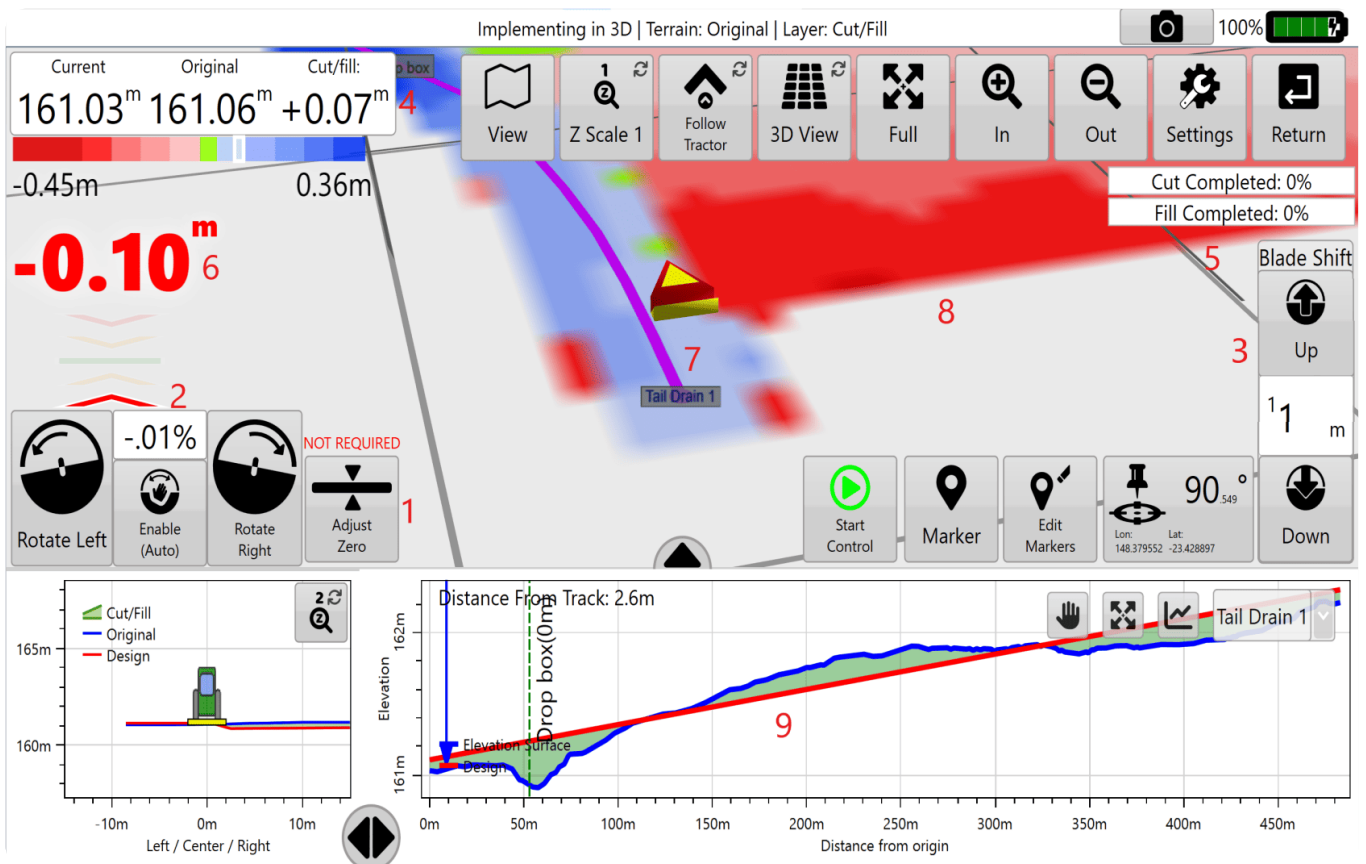 Implementing in 3D | Terrain: Original | Layer: Cut/Fill
100%
Current Original Cut/fill:
161.03m 161.06m +0.07m
4
p box
-0.45m 0.36m
View
1
Z
Z Scale 1
Follow
Tractor
3D View
Full
In
Out
Settings
Return
Cut Completed: 0%
Fill Completed: 0%
-0.10m
6
5
Blade Shift
Up
3
11 m
Down
8
7
Tail Drain 1
2
Rotate Left
-.01%
Enable
(Auto)
Rotate
Right
NOT REQUIRED
Adjust
Zero
1
Start
Control
Marker
Edit
Markers
90.549°
Lon: Lat:
148.379552 -23.428897
2
Z
Cut/Fill
Original
Design
165m
160m
-10m 0m 10m
Left / Center / Right
Distance From Track: 2.6m
Tail Drain 1
Drop box(0m)
Elevation
162m
161m
Elevation Surface
Design
9
0m 50m 100m 150m 200m 250m 300m 350m 400m 450m
Distance from origin